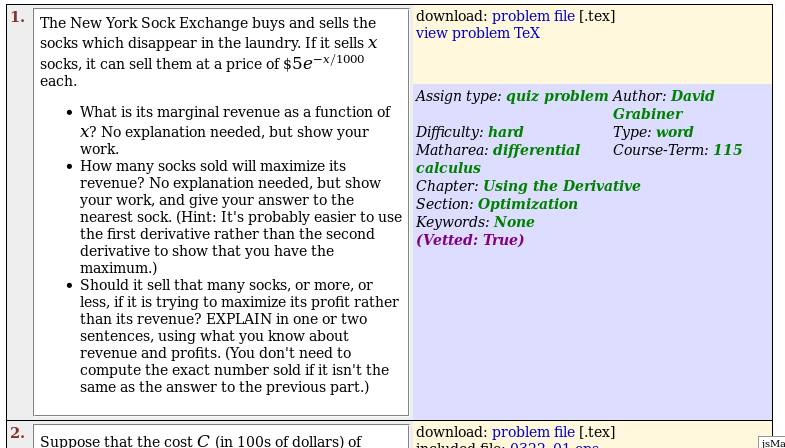 1.
The New York Sock Exchange buys and sells the
socks which disappear in the laundry. If it sells x
socks, it can sell them at a price of $5e^{-x/1000}
each.
• What is its marginal revenue as a function of
x? No explanation needed, but show your
work.
• How many socks sold will maximize its
revenue? No explanation needed, but show
your work, and give your answer to the
nearest sock. (Hint: It's probably easier to use
the first derivative rather than the second
derivative to show that you have the
maximum.)
• Should it sell that many socks, or more, or
less, if it is trying to maximize its profit rather
than its revenue? EXPLAIN in one or two
sentences, using what you know about
revenue and profits. (You don't need to
compute the exact number sold if it isn't the
same as the answer to the previous part.)
download: problem file [.tex]
view problem TeX
Assign type: quiz problem Author: David
Grabiner
Difficulty: hard Type: word
Matharea: differential Course-Term: 115
calculus
Chapter: Using the Derivative
Section: Optimization
Keywords: None
(Vetted: True)
2.
Suppose that the cost C (in 100s of dollars) of
download: problem file [.tex]
included file:
jsMa